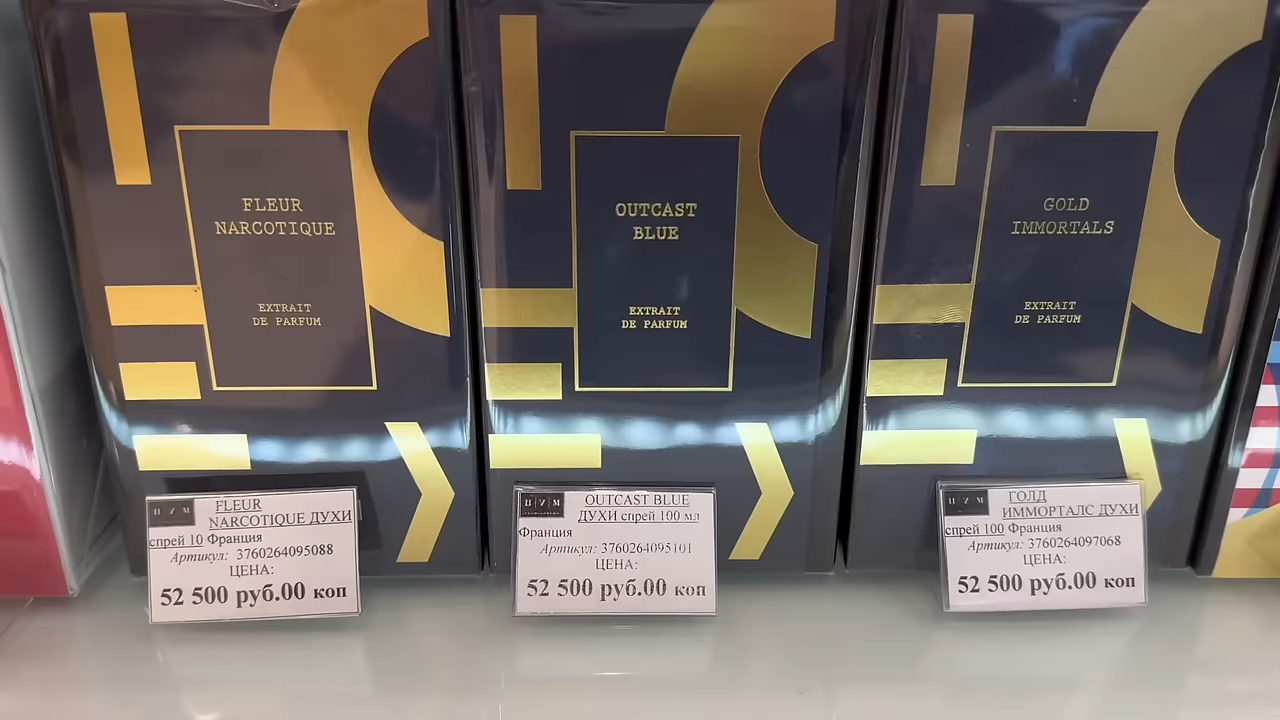 FLEUR
NARCOTIQUE
EXTRAIT
DE PARFUM
OUTCAST
BLUE
EXTRAIT
DE PARFUM
GOLD
IMMORTALS
EXTRAIT
DE PARFUM
ЦУМ
FLEUR
NARCOTIQUE ДУХИ
спрей 10 Франция
Артикул: 3760264095088
ЦЕНА:
52 500 руб.00 коп
ЦУМ
OUTCAST BLUE
ДУХИ спрей 100 мл
Франция
Артикул: 3760264095101
ЦЕНА:
52 500 руб.00 коп
ЦУМ
ГОЛД
ИММОРТАЛС ДУХИ
спрей 100 Франция
Артикул: 3760264097068
ЦЕНА:
52 500 руб.00 коп